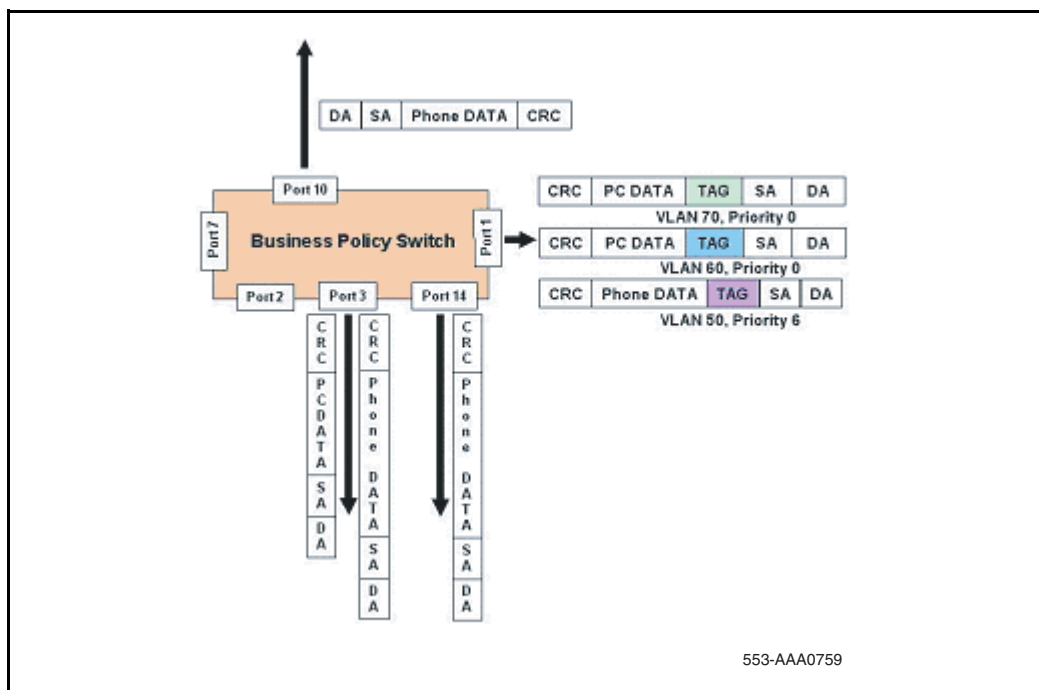 DA SA Phone DATA CRC
Port 10
Port 7
Business Policy Switch
Port 1
Port 2
Port 3
Port 14
CRC PC DATA TAG SA DA
VLAN 70, Priority 0
CRC PC DATA TAG SA DA
VLAN 60, Priority 0
CRC Phone DATA TAG SA DA
VLAN 50, Priority 6
CRC PCDATA SA DA
CRC Phone DATA SA DA
CRC Phone DATA SA DA
553-AAA0759